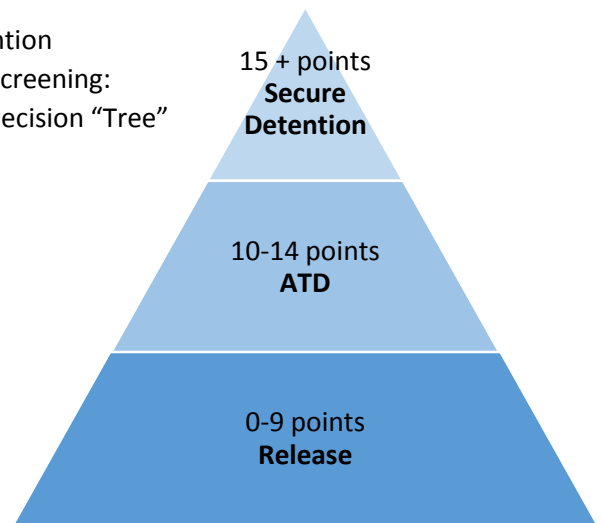 ntion
creening:
ecision “Tree”
15 + points
Secure
Detention
10-14 points
ATD
0-9 points
Release